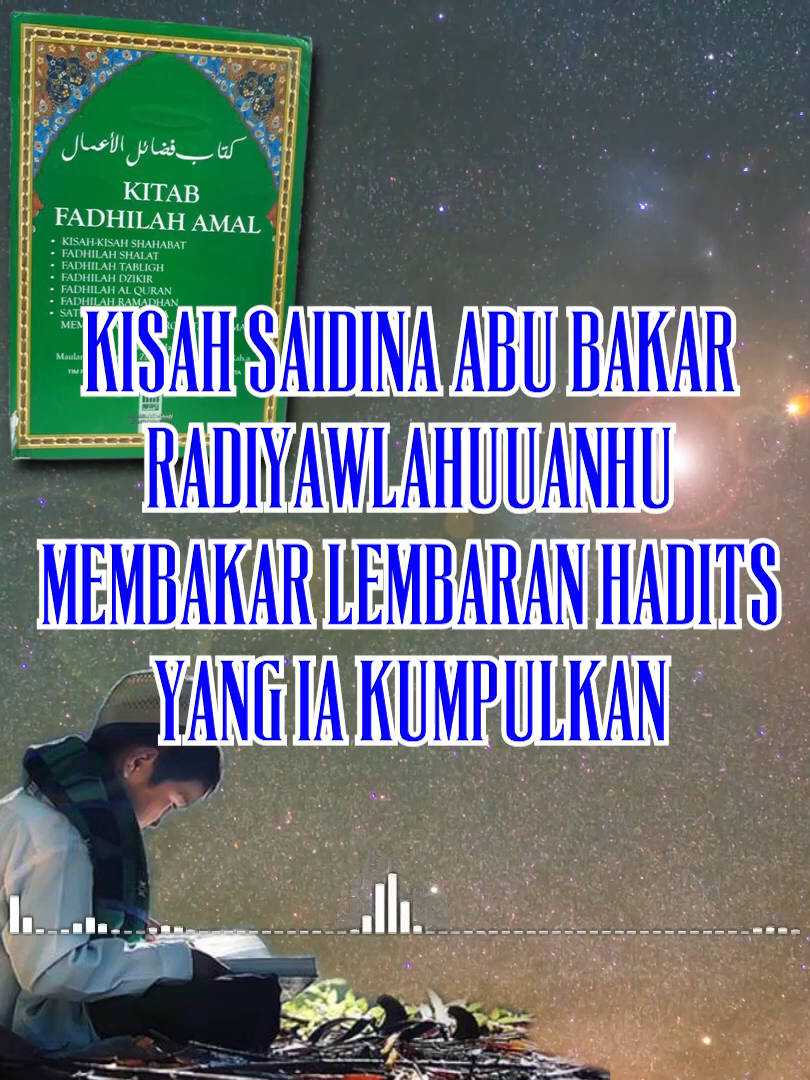 كتاب فضائل الأعمال
KITAB
FADHILAH AMAL
• KISAH-KISAH SHAHABAT
• FADHILAH SHALAT
• FADHILAH TABLIGH
• FADHILAH DZIKIR
• FADHILAH AL QURAN
• FADHILAH RAMADHAN
KISAH SAIDINA ABU BAKAR
RADIYAWLAHUUANHU
MEMBAKAR LEMBARAN HADITS
YANG IA KUMPULKAN